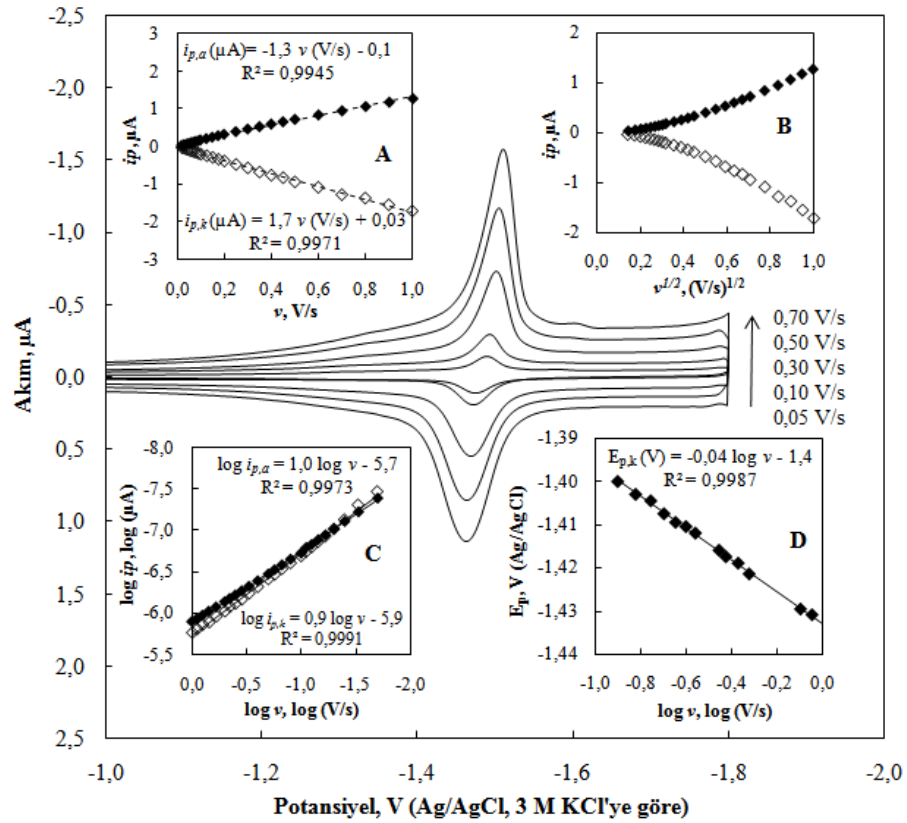 -2,5
-2,0
-1,5
-1,0
-0,5
0,0
0,5
1,0
1,5
2,0
2,5
Akım, µA
-1,0
-1,2
-1,4
-1,6
-1,8
-2,0
Potansiyel, V (Ag/AgCl, 3 M KCl'ye göre)
3
2
1
0
-1
-2
-3
ip, µA
i p,a (µA)= -1,3 v (V/s) - 0,1
R² = 0,9945
A
i p,k (µA) = 1,7 v (V/s) + 0,03
R² = 0,9971
0,0 0,2 0,4 0,6 0,8 1,0
v, V/s
2
1
0
-1
-2
ip, µA
B
0,0 0,2 0,4 0,6 0,8 1,0
v 1/2, (V/s) 1/2
0,70 V/s
0,50 V/s
0,30 V/s
0,10 V/s
0,05 V/s
-8,0
-7,5
-7,0
-6,5
-6,0
-5,5
log ip, log (µA)
log i p,a = 1,0 log v - 5,7
R² = 0,9973
C
log i p,k = 0,9 log v - 5,9
R² = 0,9991
0,0 -0,5 -1,0 -1,5 -2,0
log v, log (V/s)
-1,39
-1,40
-1,41
-1,42
-1,43
-1,44
Ep, V (Ag/AgCl)
E p,k (V) = -0,04 log v - 1,4
R² = 0,9987
D
-1,0 -0,8 -0,6 -0,4 -0,2 0,0
log v, log (V/s)